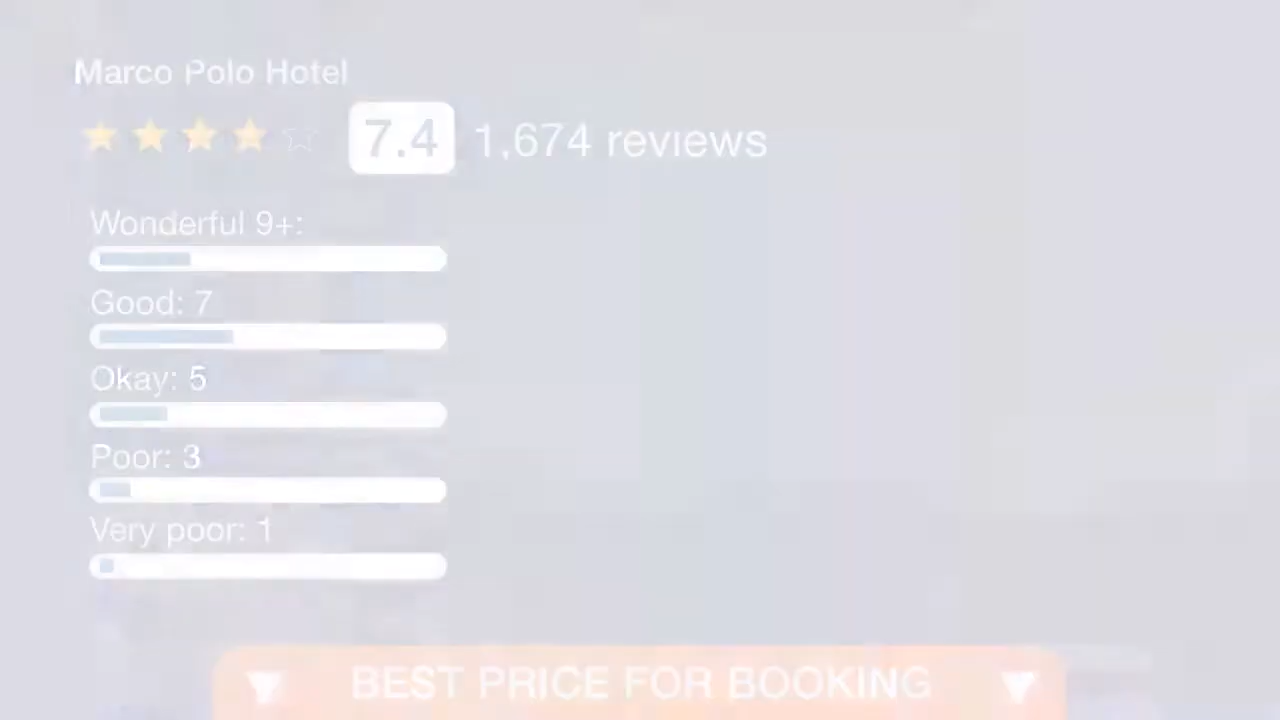 Marco Polo Hotel
7.4 1,674 reviews
Wonderful 9+:
Good: 7
Okay: 5
Poor: 3
Very poor: 1
BEST PRICE FOR BOOKING